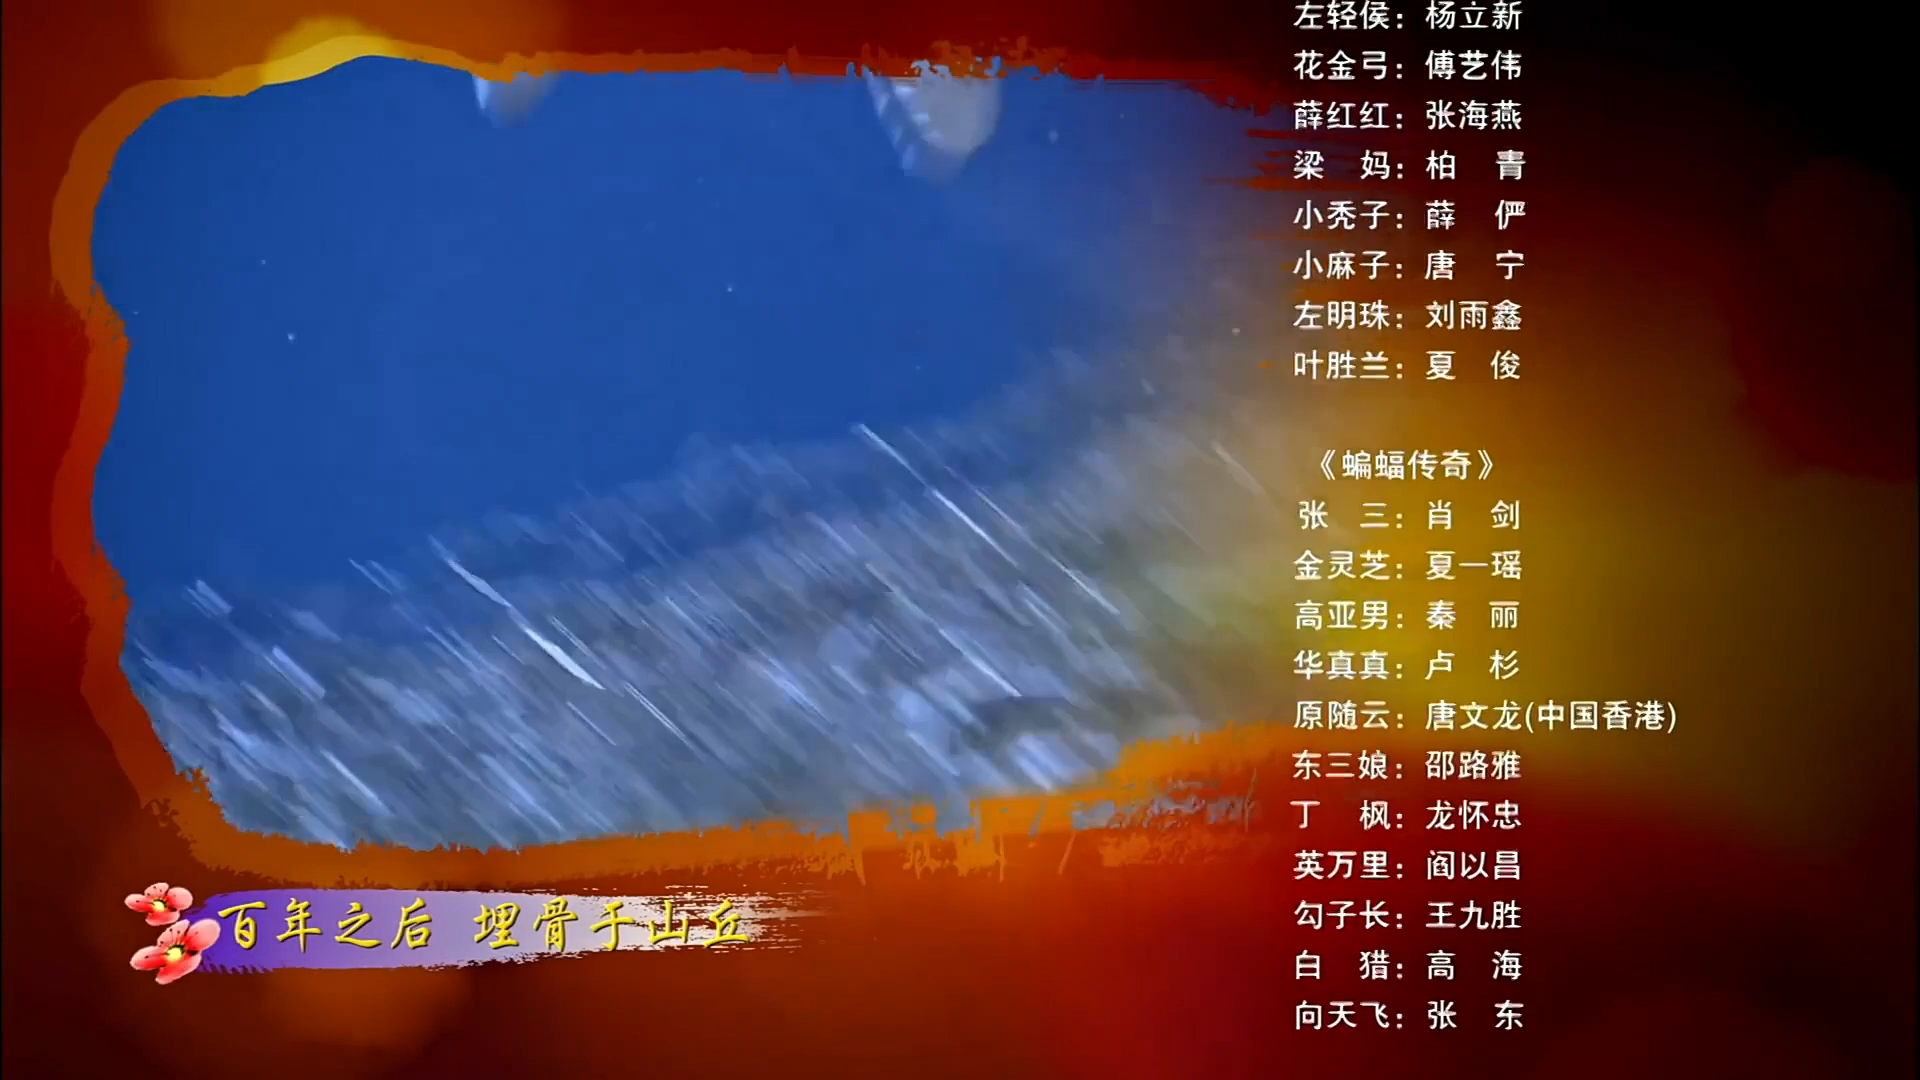 左轻侯：杨立新
花金弓：傅艺伟
薛红红：张海燕
梁　妈：柏　青
小秃子：薛　俨
小麻子：唐　宁
左明珠：刘雨鑫
叶胜兰：夏　俊
《蝙蝠传奇》
张　三：肖　剑
金灵芝：夏一瑶
高亚男：秦　丽
华真真：卢　杉
原随云：唐文龙(中国香港)
东三娘：邵路雅
丁　枫：龙怀忠
英万里：阎以昌
勾子长：王九胜
白　猎：高　海
向天飞：张　东
百年之后 埋骨于山丘